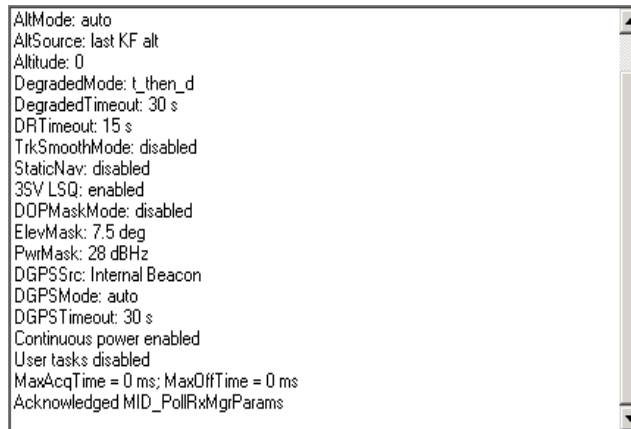 AltMode: auto
AltSource: last KF alt
Altitude: 0
DegradedMode: t_then_d
DegradedTimeout: 30 s
DRTimeout: 15 s
TrkSmoothMode: disabled
StaticNav: disabled
3SV LSQ: enabled
DOPMaskMode: disabled
ElevMask: 7.5 deg
PwrMask: 28 dBHz
DGPSSrc: Internal Beacon
DGPSMode: auto
DGPSTimeout: 30 s
Continuous power enabled
User tasks disabled
MaxAcqTime = 0 ms; MaxOffTime = 0 ms
Acknowledged MID_PollRxMgrParams